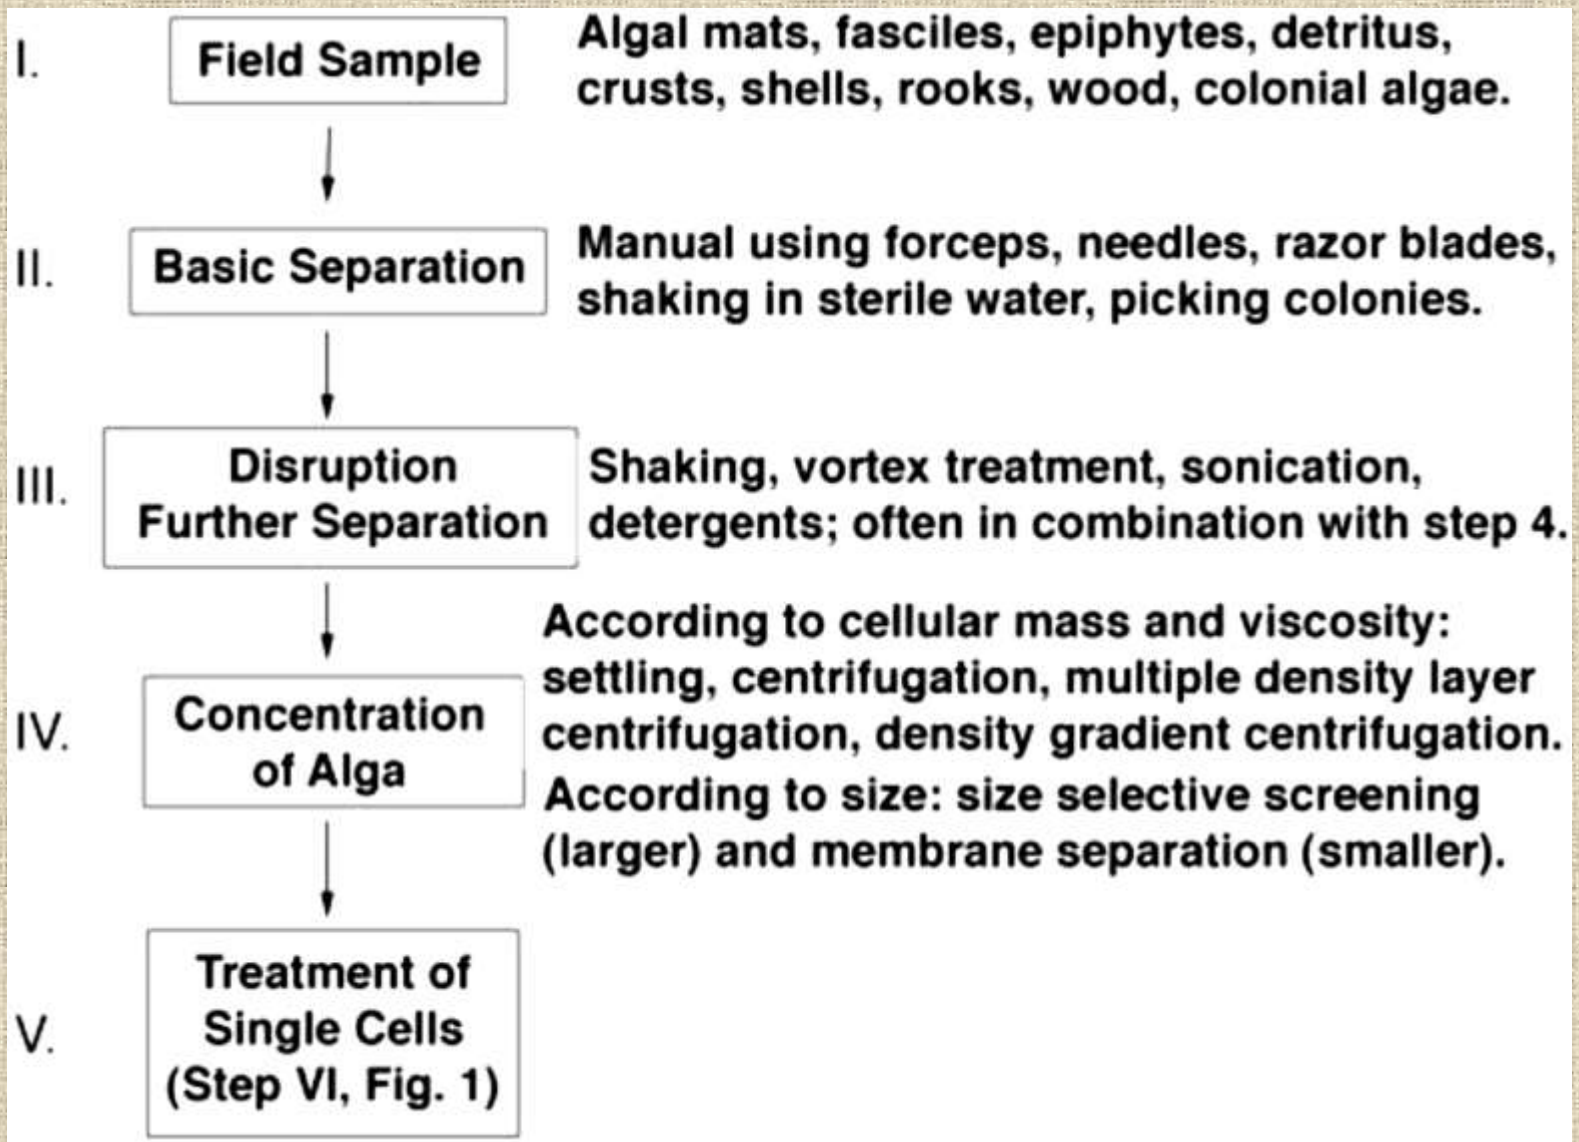 I.
Field Sample
Algal mats, fasciles, epiphytes, detritus,
crusts, shells, rooks, wood, colonial algae.
II.
Basic Separation
Manual using forceps, needles, razor blades,
shaking in sterile water, picking colonies.
III.
Disruption
Further Separation
Shaking, vortex treatment, sonication,
detergents; often in combination with step 4.
IV.
Concentration
of Alga
According to cellular mass and viscosity:
settling, centrifugation, multiple density layer
centrifugation, density gradient centrifugation.
According to size: size selective screening
(larger) and membrane separation (smaller).
V.
Treatment of
Single Cells
(Step VI, Fig. 1)